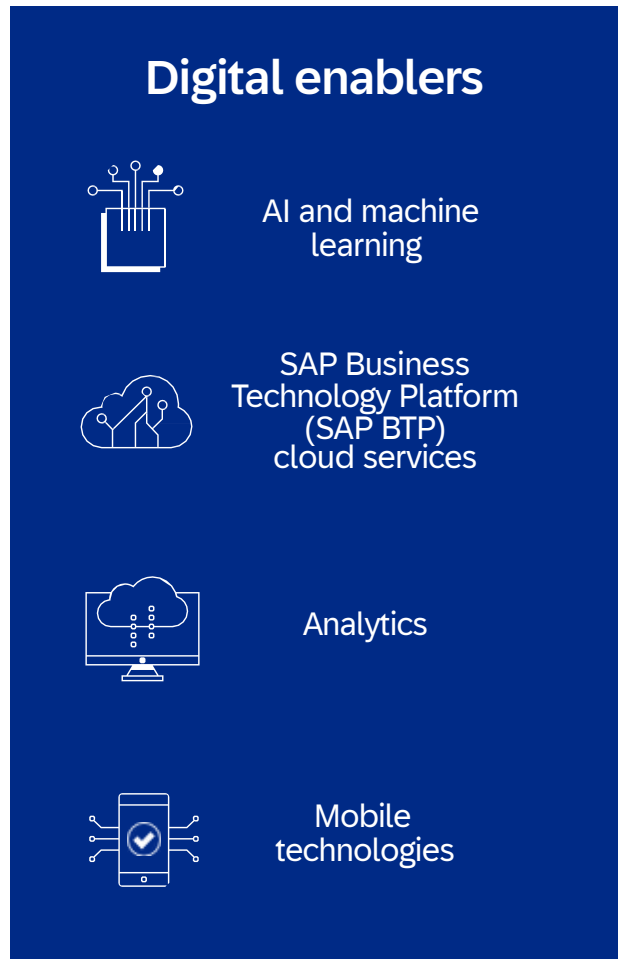 Digital enablers
AI and machine
learning
SAP Business
Technology Platform
(SAP BTP)
cloud services
Analytics
Mobile
technologies